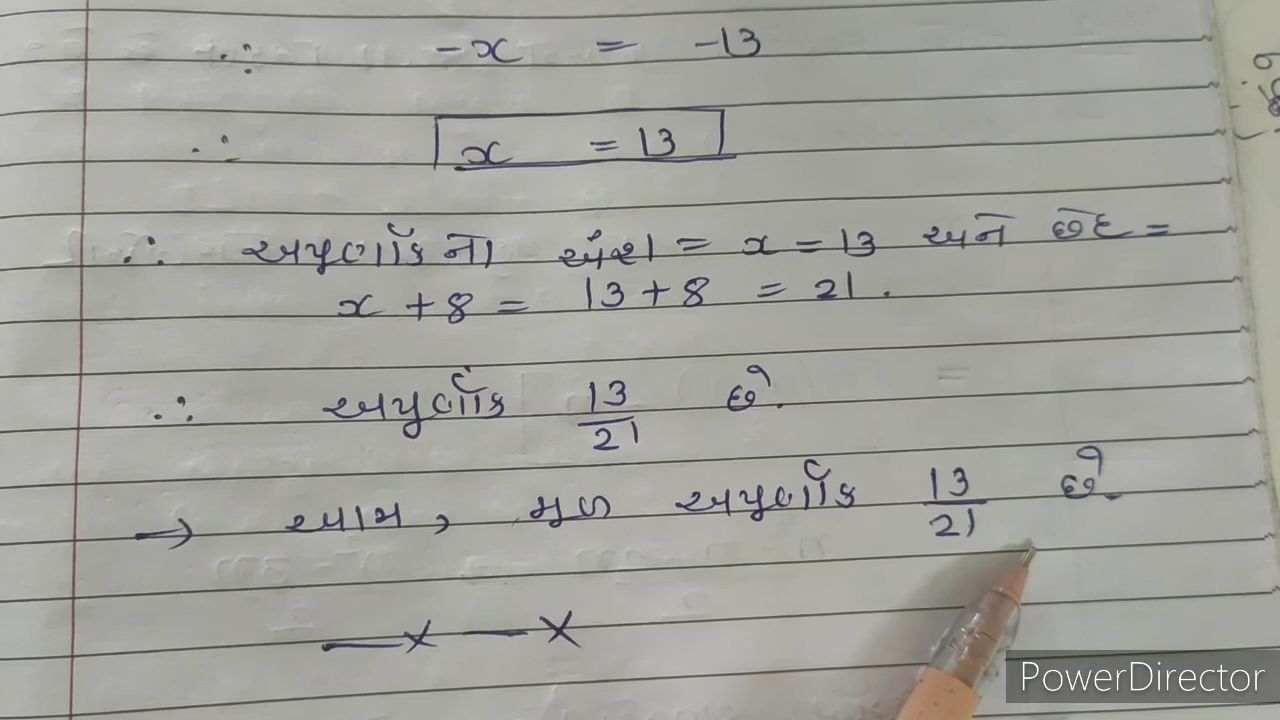 ∴ -x = -13
∴ x = 13
∴ અપૂર્ણાંક ના અંશ = x = 13 અને છેદ =
x + 8 = 13 + 8 = 21.
∴ અપૂર્ણાંક 13/21 છે.
→ આમ, મૂળ અપૂર્ણાંક 13/21 છે.
—x —x
PowerDirector